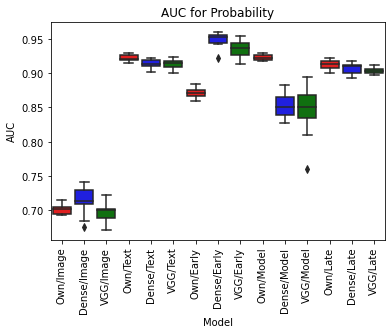 AUC for Probability
AUC
0.95
0.90
0.85
0.80
0.75
0.70
Own/Image
Dense/Image
VGG/Image
Own/Text
Dense/Text
VGG/Text
Own/Early
Dense/Early
VGG/Early
Own/Model
Dense/Model
VGG/Model
Own/Late
Dense/Late
VGG/Late
Model